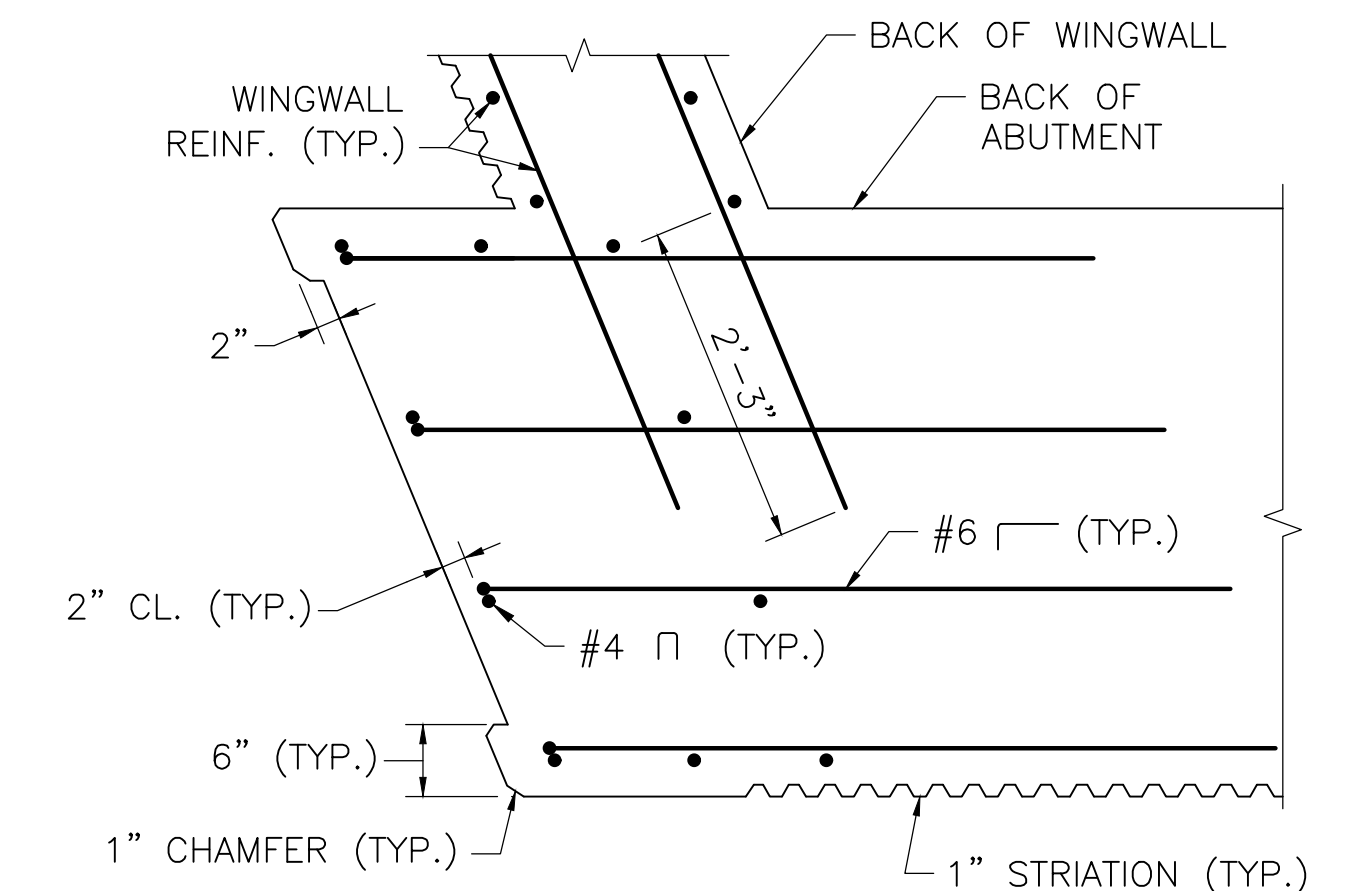 BACK OF WINGWALL
WINGWALL
REINF. (TYP.)
BACK OF
ABUTMENT
2”
2’-3”
#6 (TYP.)
2” CL. (TYP.)
#4 (TYP.)
6” (TYP.)
1” CHAMFER (TYP.)
1” STRIATION (TYP.)